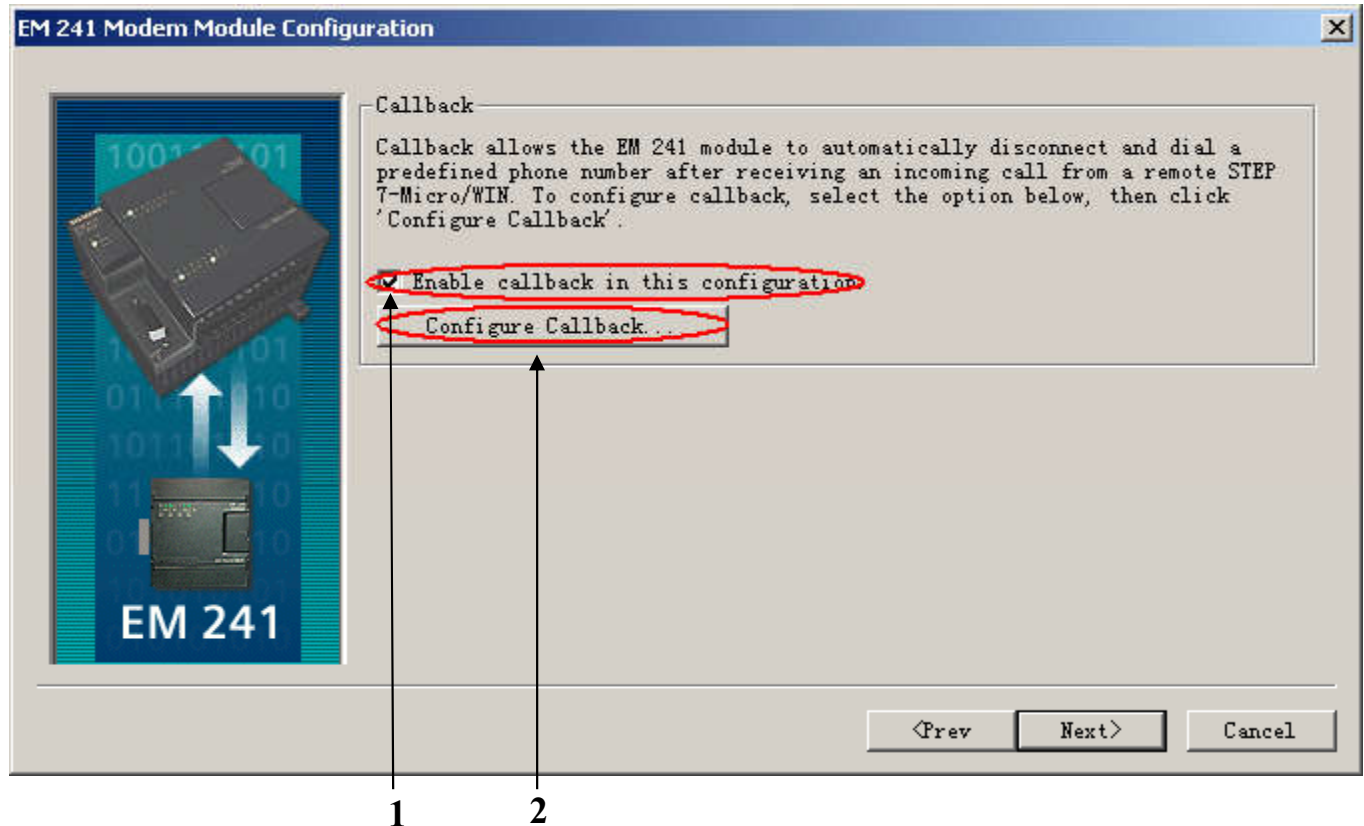 EM 241 Modem Module Configuration
Callback
Callback allows the EM 241 module to automatically disconnect and dial a
predefined phone number after receiving an incoming call from a remote STEP
7-Micro/WIN. To configure callback, select the option below, then click
'Configure Callback'.
Enable callback in this configuration
Configure Callback...
EM 241
<Prev
Next>
Cancel
1
2